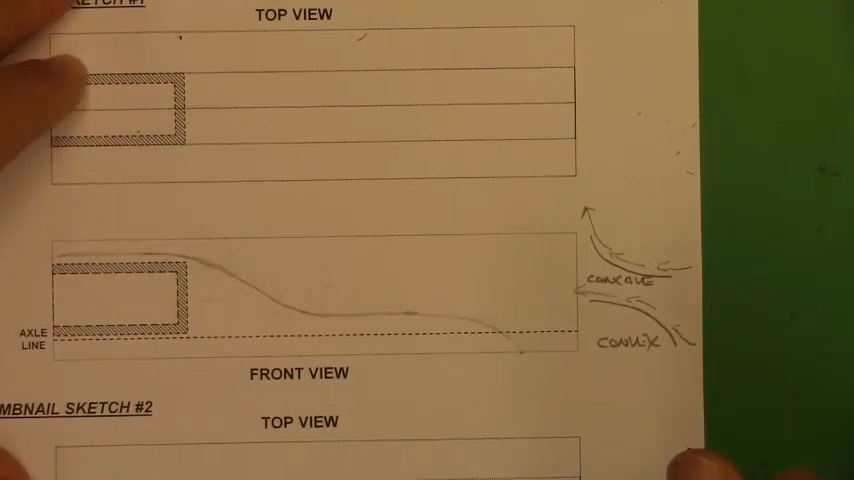 TOP VIEW
CONCAVE
CONVEX
AXLE
LINE
FRONT VIEW
MBNAIL SKETCH #2
TOP VIEW